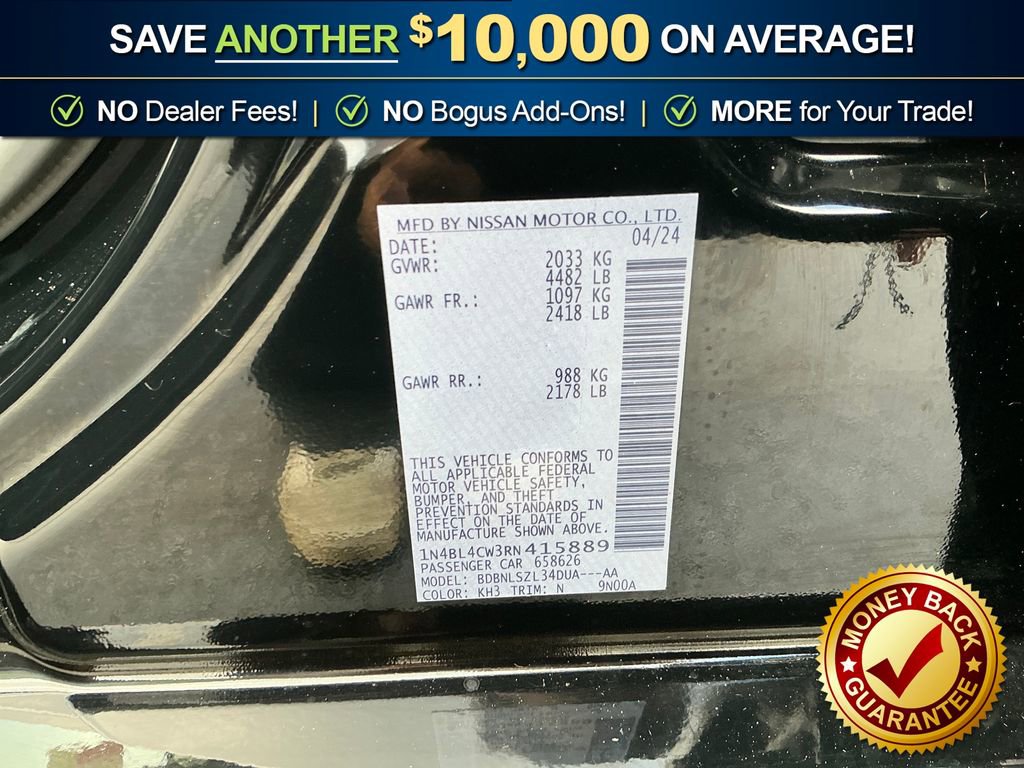 SAVE ANOTHER $10,000 ON AVERAGE!
NO Dealer Fees! | NO Bogus Add-Ons! | MORE for Your Trade!
MFD BY NISSAN MOTOR CO., LTD.
DATE: 04/24
GVWR: 2033 KG
4482 LB
GAWR FR.: 1097 KG
2418 LB
GAWR RR.: 988 KG
2178 LB
THIS VEHICLE CONFORMS TO
ALL APPLICABLE FEDERAL
MOTOR VEHICLE SAFETY,
BUMPER, AND THEFT
PREVENTION STANDARDS IN
EFFECT ON THE DATE OF
MANUFACTURE SHOWN ABOVE.
1N4BL4CW3RN415889
PASSENGER CAR 658626
MODEL: BDBNLSZL34DUA---AA
COLOR: KH3 TRIM: N 9N00A
MONEY BACK
GUARANTEE